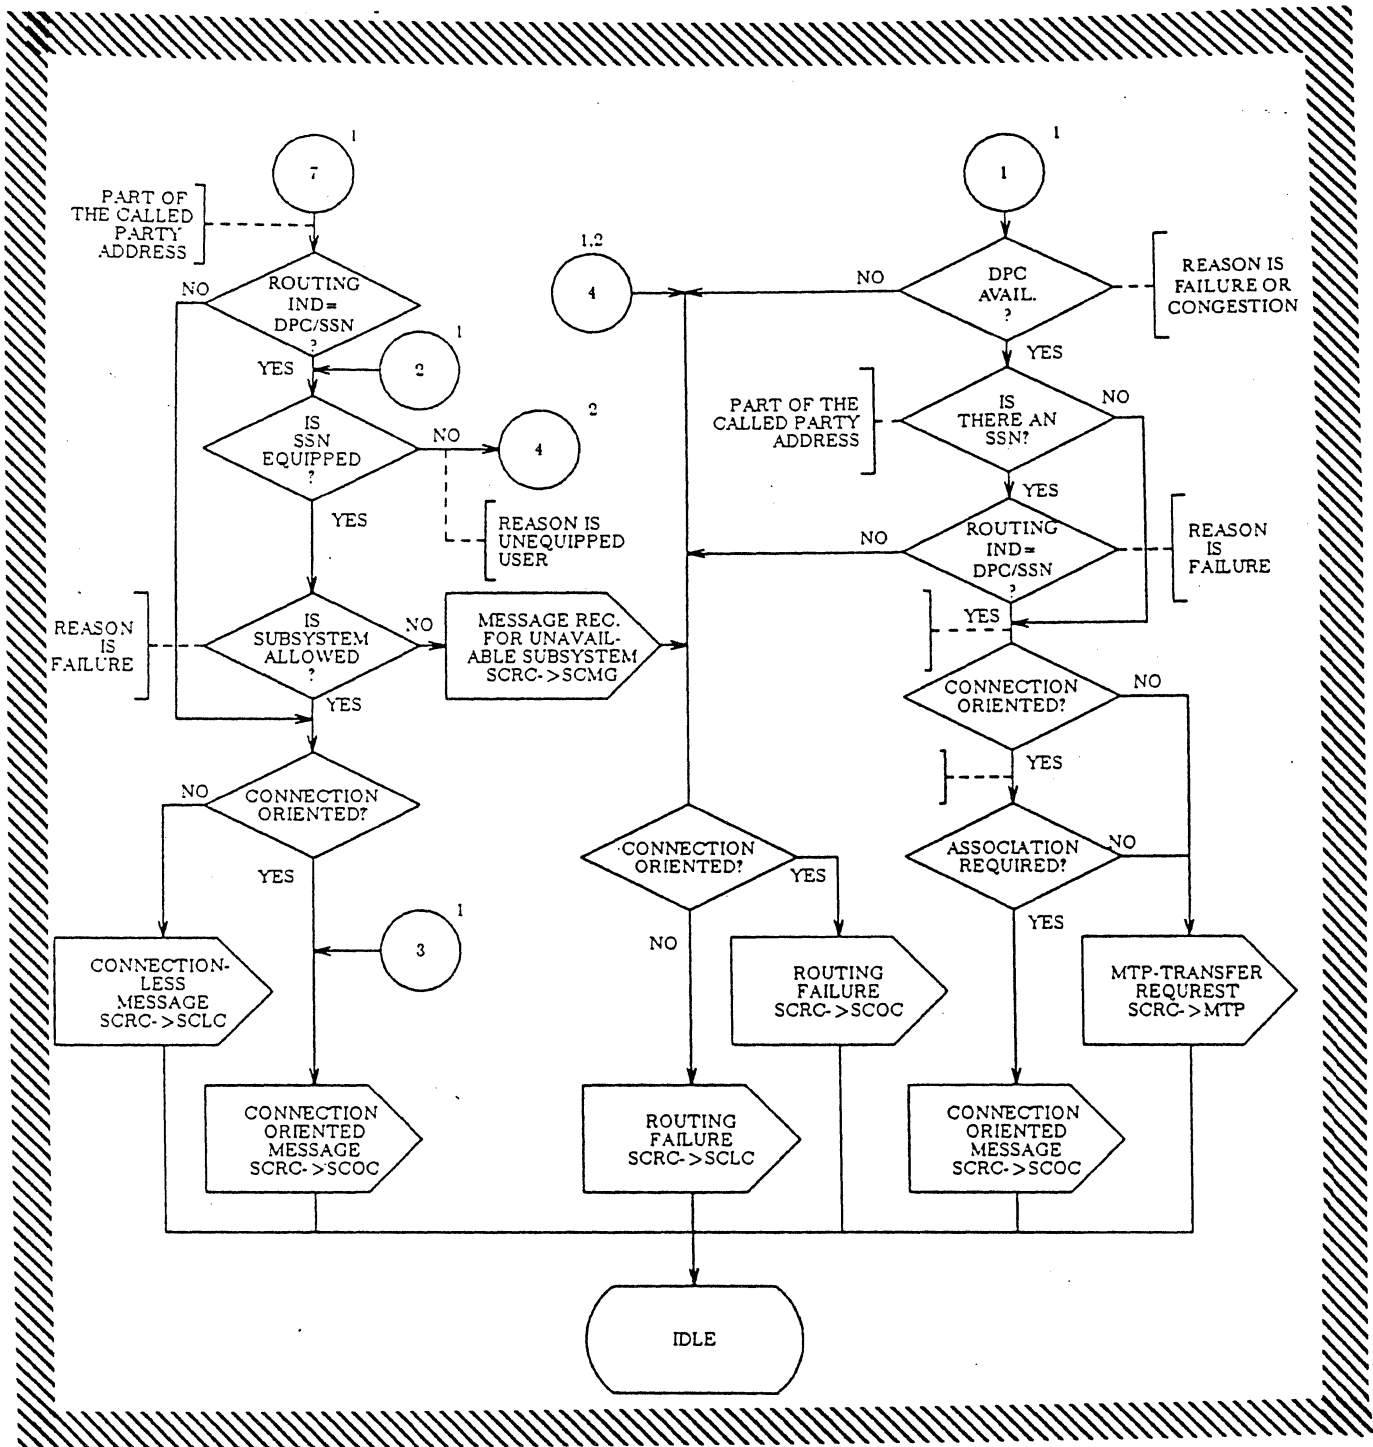 1
7
PART OF
THE CALLED
PARTY
ADDRESS
NO
ROUTING
IND=
DPC/SSN
?
YES
1
2
IS
SSN
EQUIPPED
?
NO
2
4
YES
REASON IS
UNEQUIPPED
USER
REASON
IS
FAILURE
IS
SUBSYSTEM
ALLOWED
?
NO
MESSAGE REC.
FOR UNAVAIL-
ABLE SUBSYSTEM
SCRC->SCMG
YES
NO
CONNECTION
ORIENTED?
YES
1
3
CONNECTION-
LESS
MESSAGE
SCRC->SCLC
CONNECTION
ORIENTED
MESSAGE
SCRC->SCOC
1,2
4
CONNECTION
ORIENTED?
YES
NO
ROUTING
FAILURE
SCRC->SCOC
ROUTING
FAILURE
SCRC->SCLC
1
1
NO
DPC
AVAIL.
?
REASON IS
FAILURE OR
CONGESTION
YES
PART OF THE
CALLED PARTY
ADDRESS
IS
THERE AN
SSN?
NO
YES
NO
ROUTING
IND=
DPC/SSN
?
REASON
IS
FAILURE
YES
CONNECTION
ORIENTED?
NO
YES
ASSOCIATION
REQUIRED?
NO
YES
MTP-TRANSFER
REQUREST
SCRC->MTP
CONNECTION
ORIENTED
MESSAGE
SCRC->SCOC
IDLE